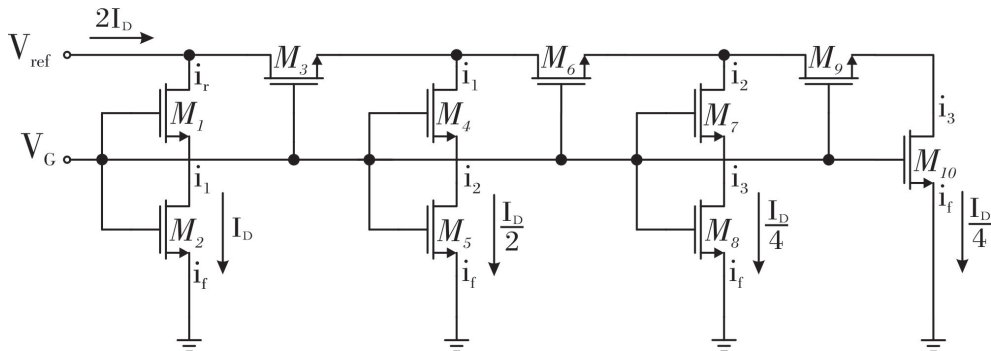 2I_D
V_ref
M_3
M_6
M_9
i_r
i_1
i_2
M_1
M_4
M_7
i_3
V_G
M_10
i_1
i_2
i_3
i_f
M_2
I_D
M_5
I_D/2
M_8
I_D/4
I_D/4
i_f
i_f
i_f